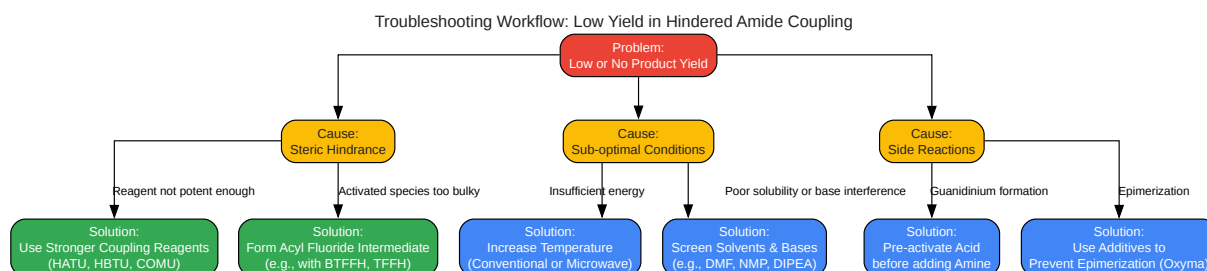 Troubleshooting Workflow: Low Yield in Hindered Amide Coupling
Problem:
Low or No Product Yield
Cause:
Steric Hindrance
Cause:
Sub-optimal Conditions
Cause:
Side Reactions
Reagent not potent enough
Activated species too bulky
Insufficient energy
Poor solubility or base interference
Guanidinium formation
Epimerization
Solution:
Use Stronger Coupling Reagents
(HATU, HBTU, COMU)
Solution:
Form Acyl Fluoride Intermediate
(e.g., with BTFFH, TFFH)
Solution:
Increase Temperature
(Conventional or Microwave)
Solution:
Screen Solvents & Bases
(e.g., DMF, NMP, DIPEA)
Solution:
Pre-activate Acid
before adding Amine
Solution:
Use Additives to
Prevent Epimerization (Oxyma)